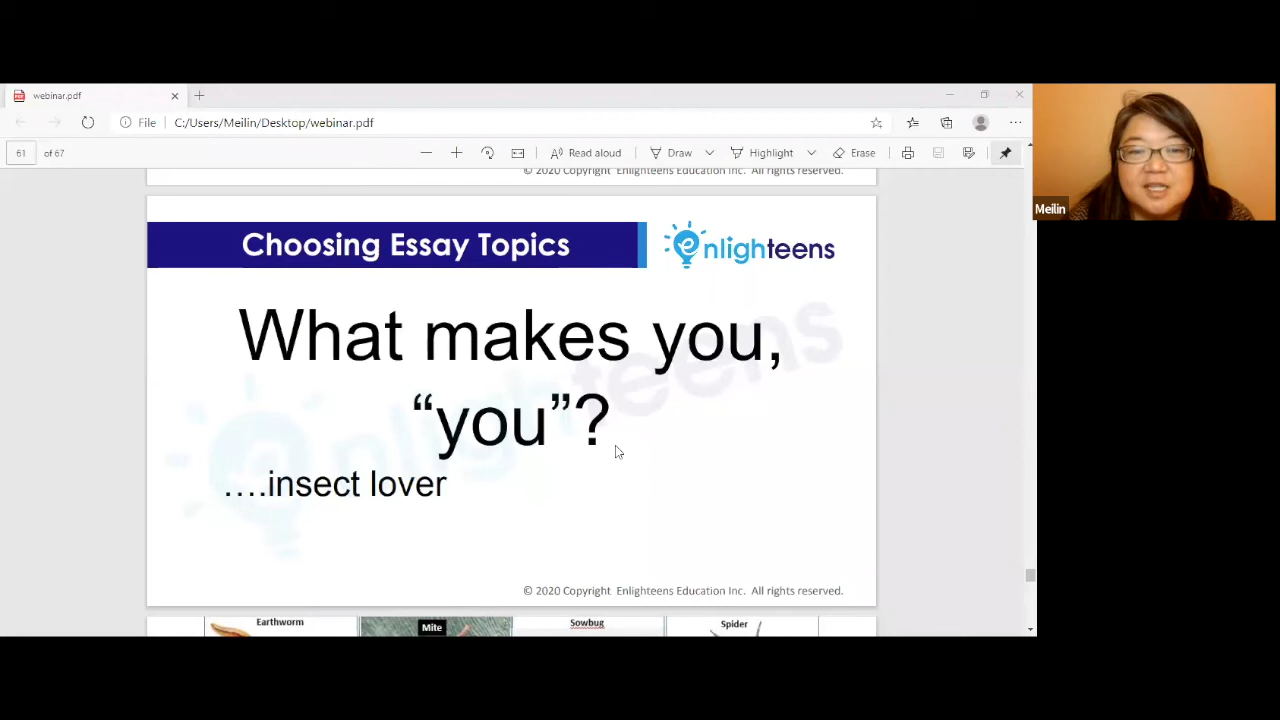 webinar.pdf
File
C:/Users/Meilin/Desktop/webinar.pdf
61 of 67
Read aloud
Draw
Highlight
Erase
Meilin
© 2020 Copyright Enlighteens Education Inc. All rights reserved.
Choosing Essay Topics
enlighteens
What makes you,
“you”?
….insect lover
enlighteens
© 2020 Copyright Enlighteens Education Inc. All rights reserved.
Earthworm
Mite
Sowbug
Spider